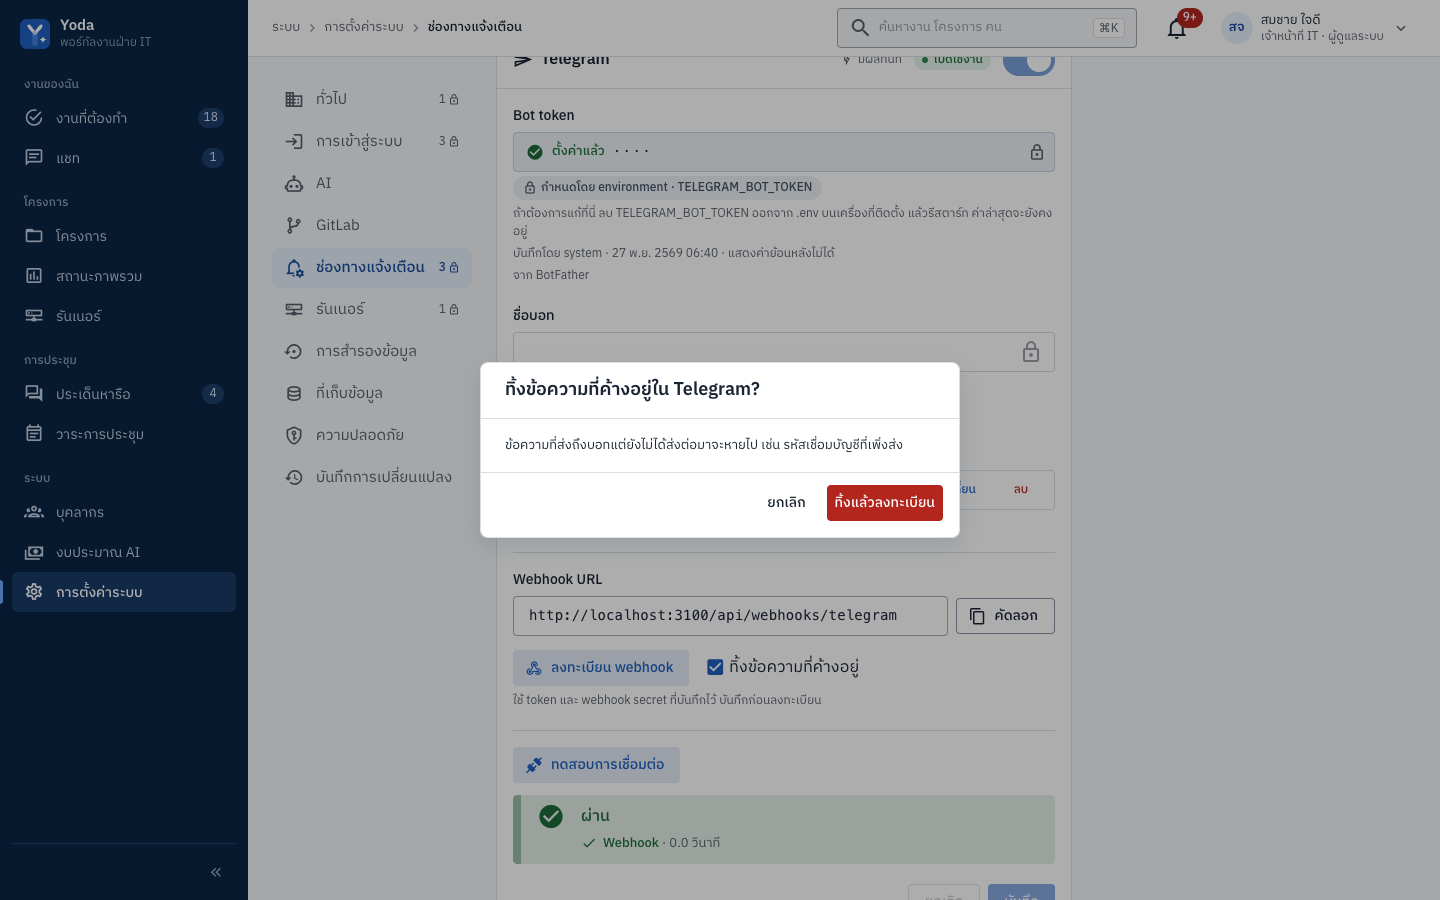 Yoda
พอร์ทัลงานฝ่าย IT
งานของฉัน
งานที่ต้องทำ 18
แชท 1
โครงการ
โครงการ
สถานะภาพรวม
รันเนอร์
การประชุม
ประเด็นหารือ 4
วาระการประชุม
ระบบ
บุคลากร
งบประมาณ AI
การตั้งค่าระบบ
ระบบ > การตั้งค่าระบบ > ช่องทางแจ้งเตือน
ค้นหางาน โครงการ คน ⌘K
9+
สจ
สมชาย ใจดี
เจ้าหน้าที่ IT · ผู้ดูแลระบบ
ทั่วไป 1
การเข้าสู่ระบบ 3
AI
GitLab
ช่องทางแจ้งเตือน 3
รันเนอร์ 1
การสำรองข้อมูล
ที่เก็บข้อมูล
ความปลอดภัย
บันทึกการเปลี่ยนแปลง
Telegram มีผลทันที เปิดใช้งาน
Bot token
ตั้งค่าแล้ว ····
กำหนดโดย environment · TELEGRAM_BOT_TOKEN
ถ้าต้องการแก้ที่นี่ ลบ TELEGRAM_BOT_TOKEN ออกจาก .env บนเครื่องที่ติดตั้ง แล้วรีสตาร์ท ค่าล่าสุดจะยังคง
อยู่
บันทึกโดย system · 27 พ.ย. 2569 06:40 · แสดงค่าย้อนหลังไม่ได้
จาก BotFather
ชื่อบอท
ทิ้งข้อความที่ค้างอยู่ใน Telegram?
ข้อความที่ส่งถึงบอทแต่ยังไม่ได้ส่งต่อมาจะหายไป เช่น รหัสเชื่อมบัญชีที่เพิ่งส่ง
ยกเลิก ทิ้งแล้วลงทะเบียน
ลบ
Webhook URL
http://localhost:3100/api/webhooks/telegram คัดลอก
ลงทะเบียน webhook ทิ้งข้อความที่ค้างอยู่
ใช้ token และ webhook secret ที่บันทึกไว้ บันทึกก่อนลงทะเบียน
ทดสอบการเชื่อมต่อ
ผ่าน
Webhook · 0.0 วินาที